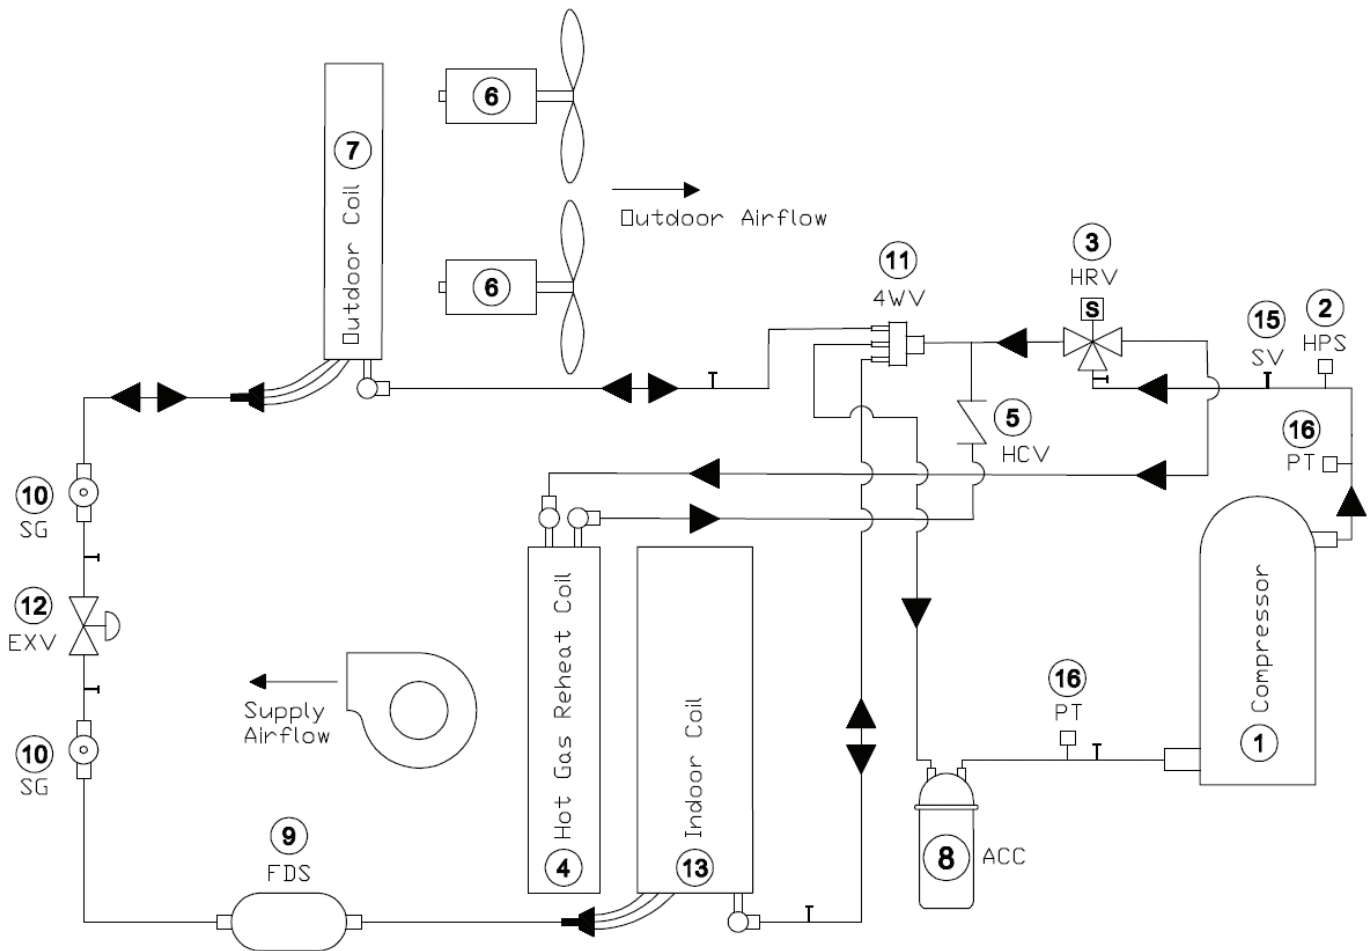 6
7
Outdoor Coil
Outdoor Airflow
6
3
HRV
S
11
4WV
2
HPS
15
SV
5
HCV
16
PT
10
SG
12
EXV
Supply
Airflow
Hot Gas Reheat Coil
4
Indoor Coil
13
Compressor
1
16
PT
10
SG
9
FDS
8
ACC